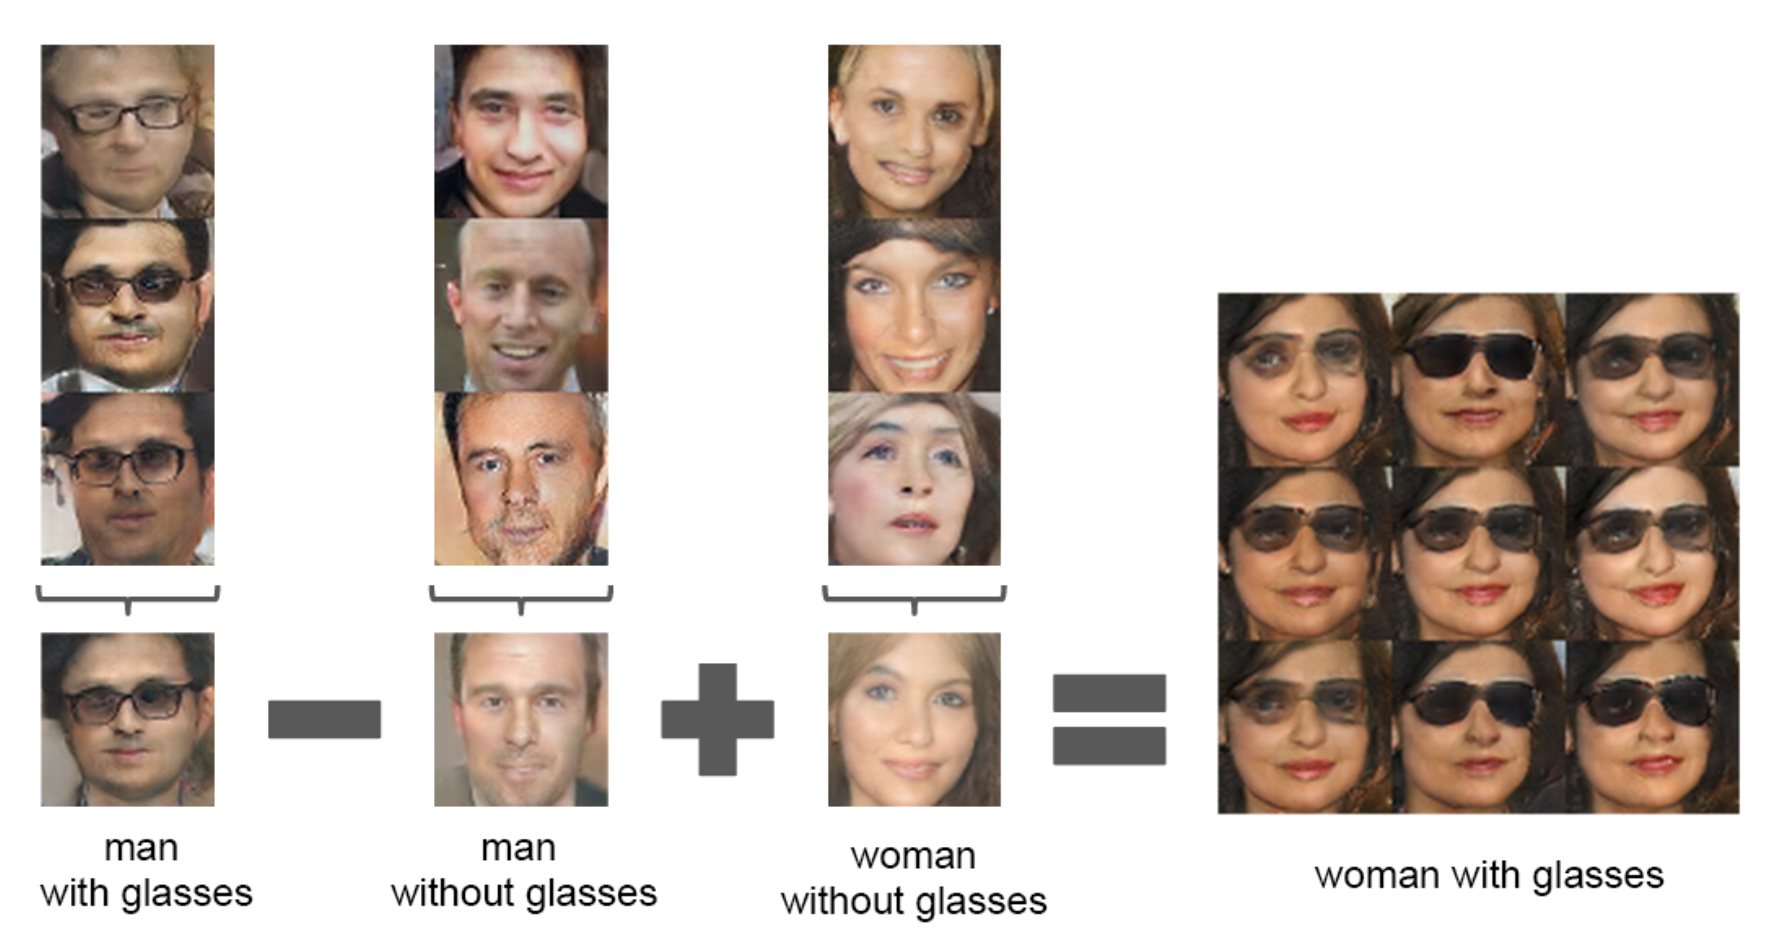 man
with glasses
man
without glasses
woman
without glasses
woman with glasses